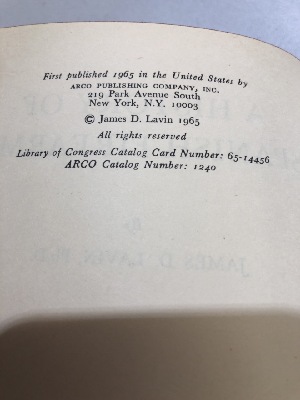 First published 1965 in the United States by
ARCO PUBLISHING COMPANY, INC.
219 Park Avenue South
New York, N.Y. 10003
© James D. Lavin 1965
All rights reserved
Library of Congress Catalog Card Number: 65-14456
ARCO Catalog Number: 1240